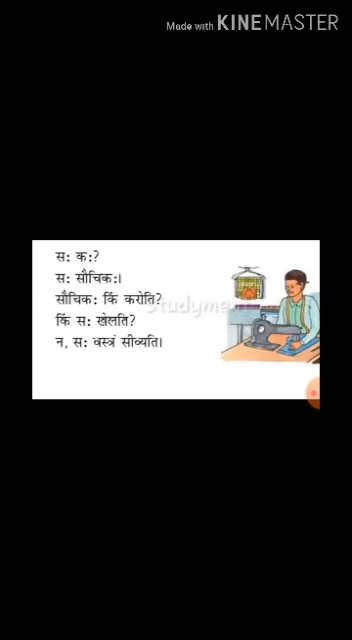 Made with KINEMASTER
सः कः?
सः सौचिकः।
सौचिकः किं करोति?
किं सः खेलति?
न, सः वस्त्रं सीव्यति।